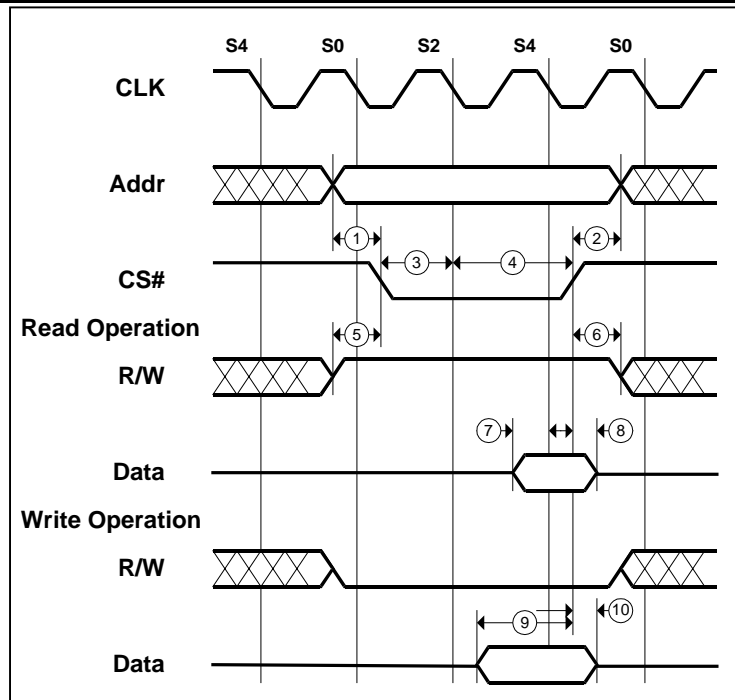 S4 S0 S2 S4 S0
CLK
Addr
1 2
3 4
CS#
Read Operation
5 6
R/W
7 8
Data
Write Operation
R/W
9 10
Data